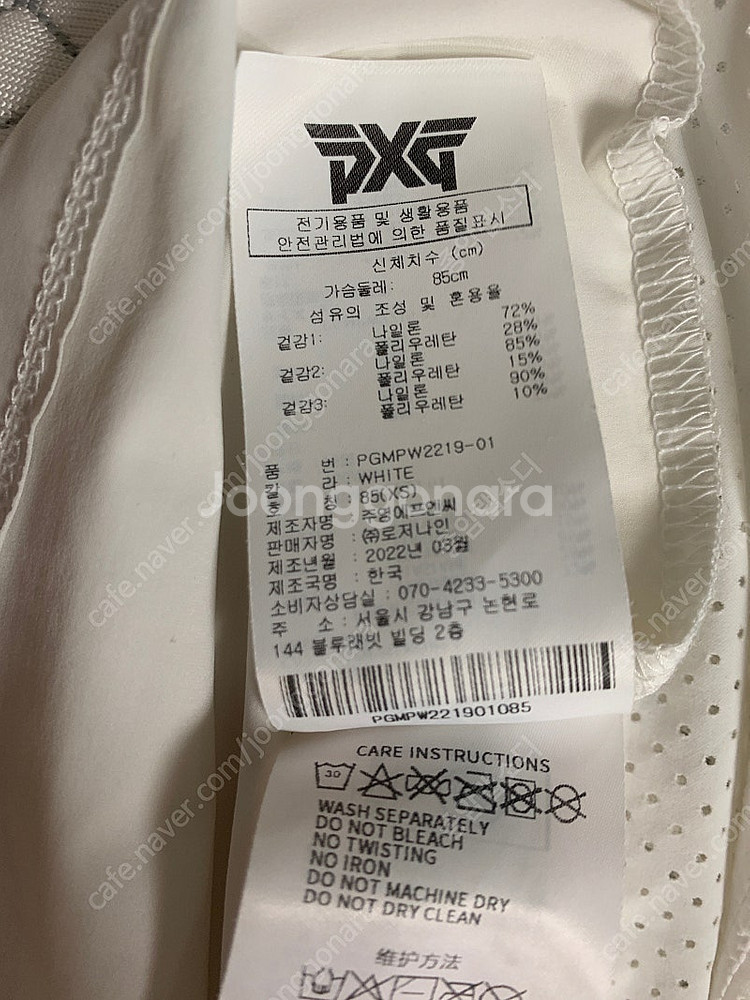 PXG
전기용품 및 생활용품
안전관리법에 의한 품질표시
신체치수 (cm)
가슴둘레: 85cm
섬유의 조성 및 혼용율
겉감1: 나일론 72%
폴리우레탄 28%
겉감2: 나일론 85%
폴리우레탄 15%
겉감3: 나일론 90%
폴리우레탄 10%
품 번 : PGMPW2219-01
칼 라 : WHITE
호 칭 : 85(XS)
제조자명 : 주영에프엔씨
판매자명 : ㈜로저나인
제조년월 : 2022년 03월
제조국명 : 한국
소비자상담실 : 070-4233-5300
주 소 : 서울시 강남구 논현로
144 블루래빗 빌딩 2층
PGMPW221901085
CARE INSTRUCTIONS
30
WASH SEPARATELY
DO NOT BLEACH
NO TWISTING
NO IRON
DO NOT MACHINE DRY
DO NOT DRY CLEAN
维护方法
Joonggonara
cafe.naver.com/joonggonara